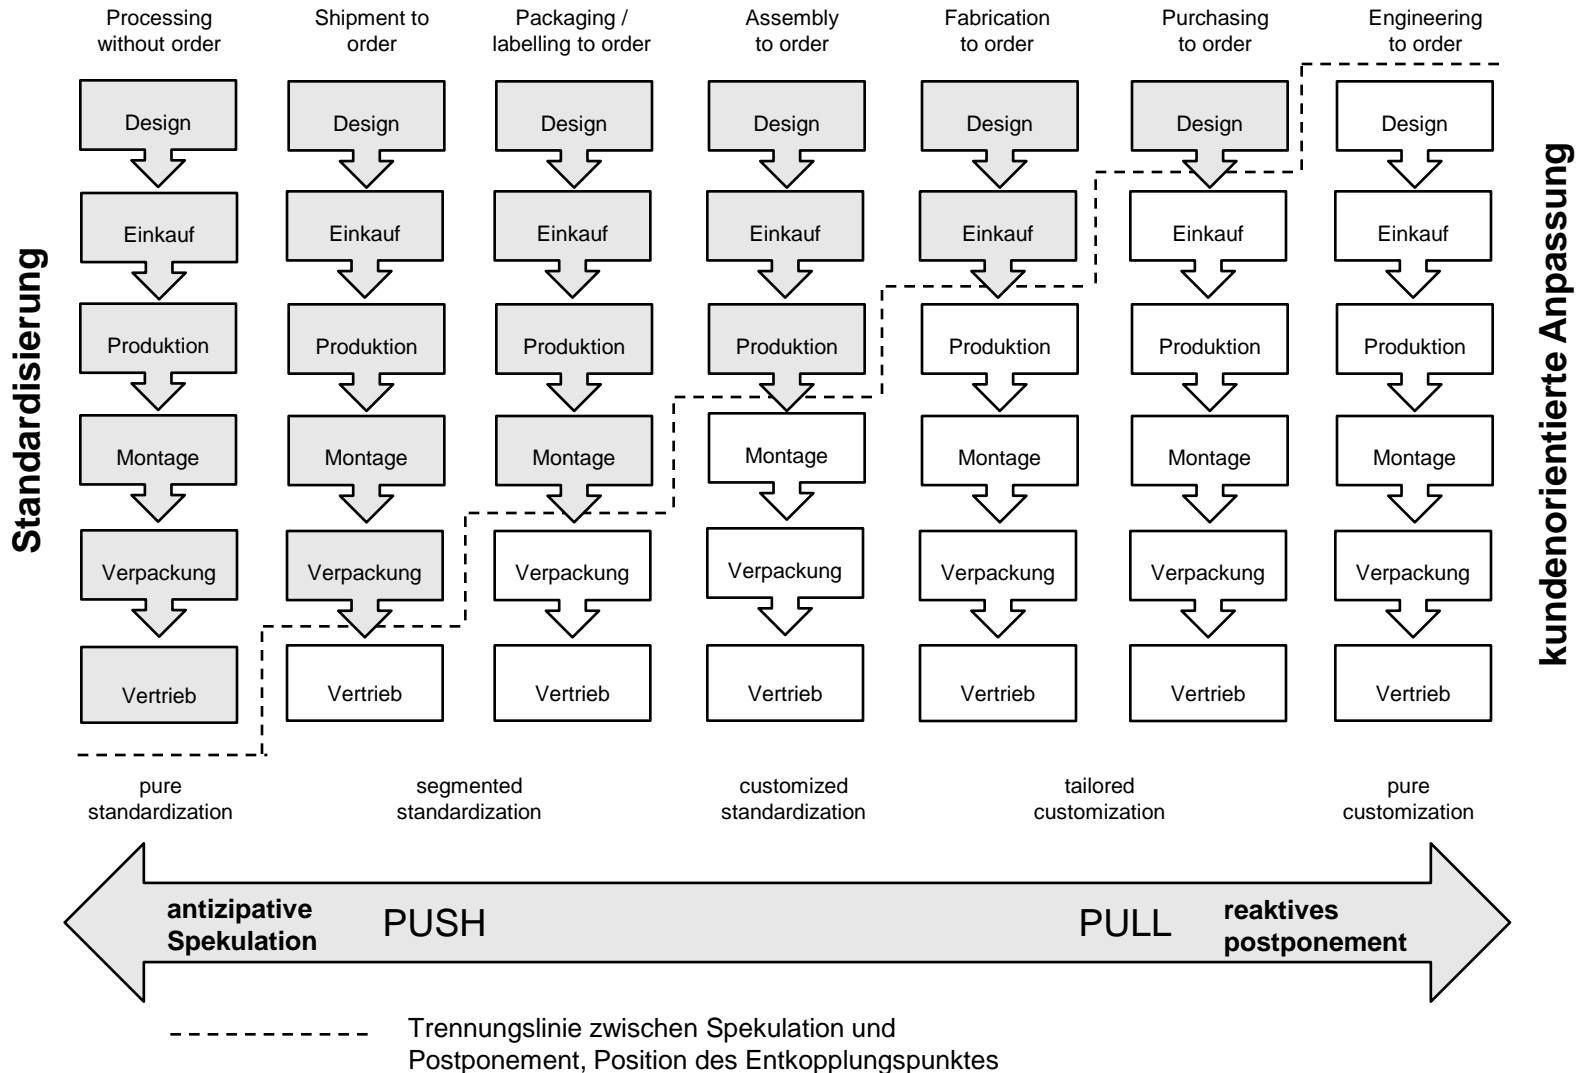 Processing
without order
Shipment to
order
Packaging /
labelling to order
Assembly
to order
Fabrication
to order
Purchasing
to order
Engineering
to order
Standardisierung
Design
Design
Design
Design
Design
Design
Design
Einkauf
Einkauf
Einkauf
Einkauf
Einkauf
Einkauf
Einkauf
Produktion
Produktion
Produktion
Produktion
Produktion
Produktion
Produktion
Montage
Montage
Montage
Montage
Montage
Montage
Montage
Verpackung
Verpackung
Verpackung
Verpackung
Verpackung
Verpackung
Verpackung
Vertrieb
Vertrieb
Vertrieb
Vertrieb
Vertrieb
Vertrieb
Vertrieb
kundenorientierte Anpassung
pure
standardization
segmented
standardization
customized
standardization
tailored
customization
pure
customization
antizipative
Spekulation
PUSH
PULL
reaktives
postponement
Trennungslinie zwischen Spekulation und
Postponement, Position des Entkopplungspunktes